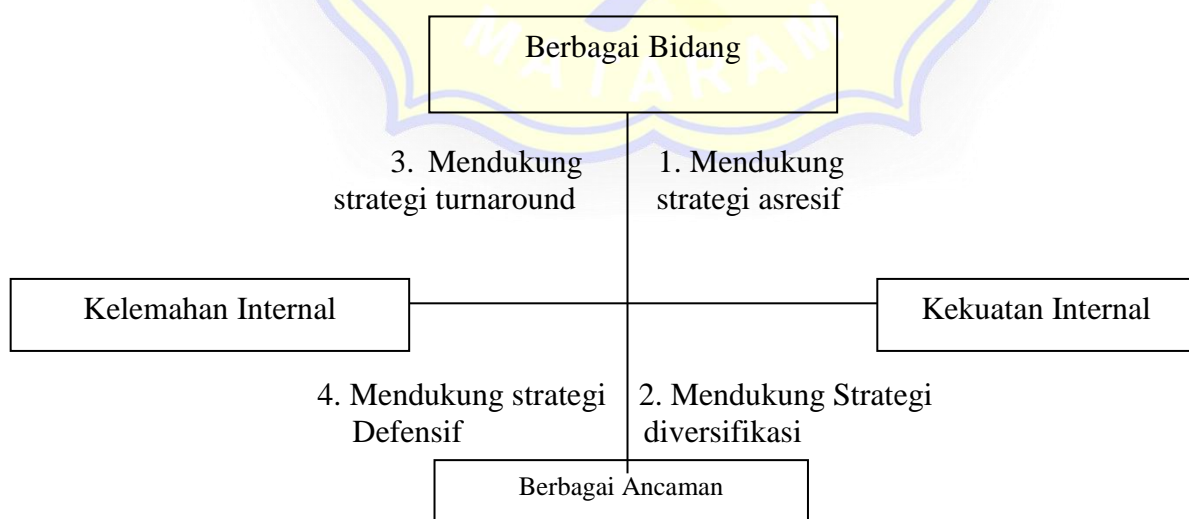 MATARAM
Berbagai Bidang
3. Mendukung
strategi turnaround
1. Mendukung
strategi asresif
Kelemahan Internal
Kekuatan Internal
4. Mendukung strategi
Defensif
2. Mendukung Strategi
diversifikasi
Berbagai Ancaman